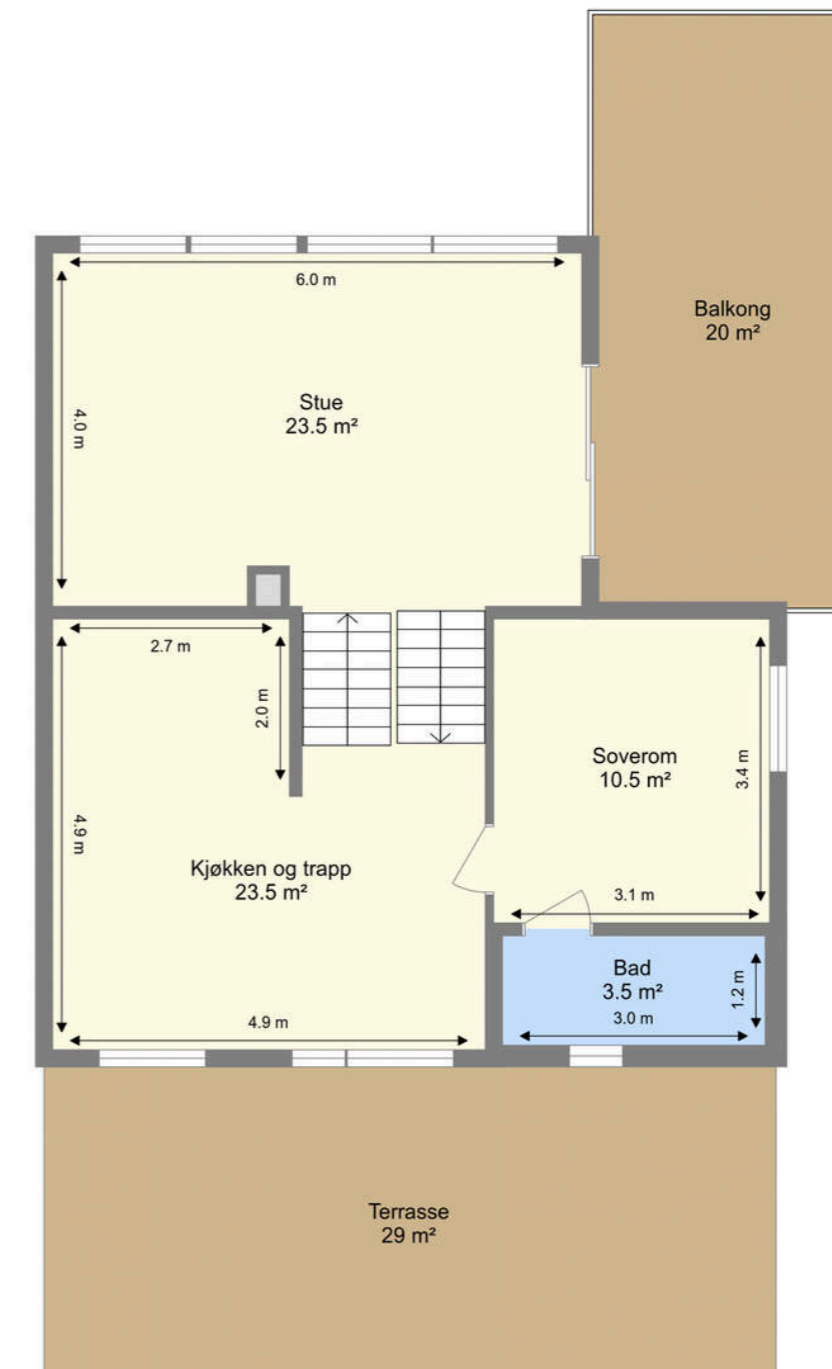 Balkong
20 m²
6.0 m
4.0 m
Stue
23.5 m²
2.7 m
2.0 m
4.9 m
Kjøkken og trapp
23.5 m²
4.9 m
Soverom
10.5 m²
3.4 m
3.1 m
Bad
3.5 m²
3.0 m
1.2 m
Terrasse
29 m²